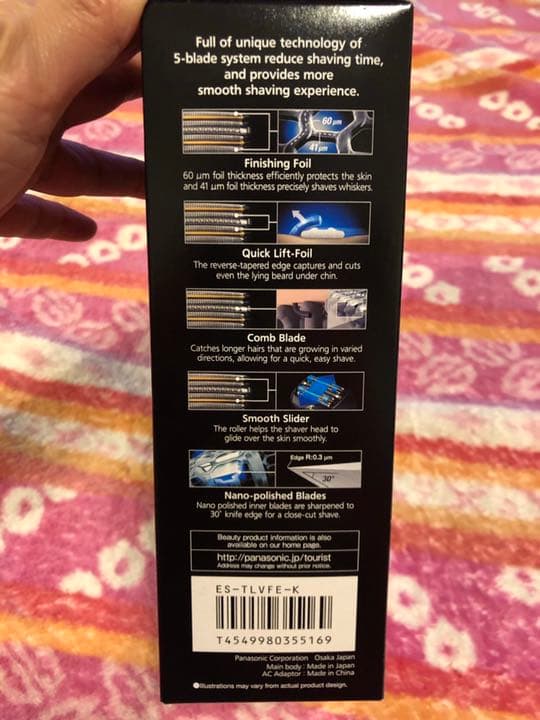 Full of unique technology of
5-blade system reduce shaving time,
and provides more
smooth shaving experience.
60 µm
41 µm
Finishing Foil
60 µm foil thickness efficiently protects the skin
and 41 µm foil thickness precisely shaves whiskers.
Quick Lift-Foil
The reverse-tapered edge captures and cuts
even the lying beard under chin.
Comb Blade
Catches longer hairs that are growing in varied
directions, allowing for a quick, easy shave.
Smooth Slider
The roller helps the shaver head to
glide over the skin smoothly.
Edge R:0.3 µm
30°
Nano-polished Blades
Nano polished inner blades are sharpened to
30° knife edge for a close-cut shave.
Beauty product information is also
available on our home page.
http://panasonic.jp/tourist
Address may change without prior notice.
ES-TLVFE-K
T4549980355169
Panasonic Corporation Osaka Japan
Main body : Made in Japan
AC Adaptor : Made in China
●Illustrations may vary from actual product design.